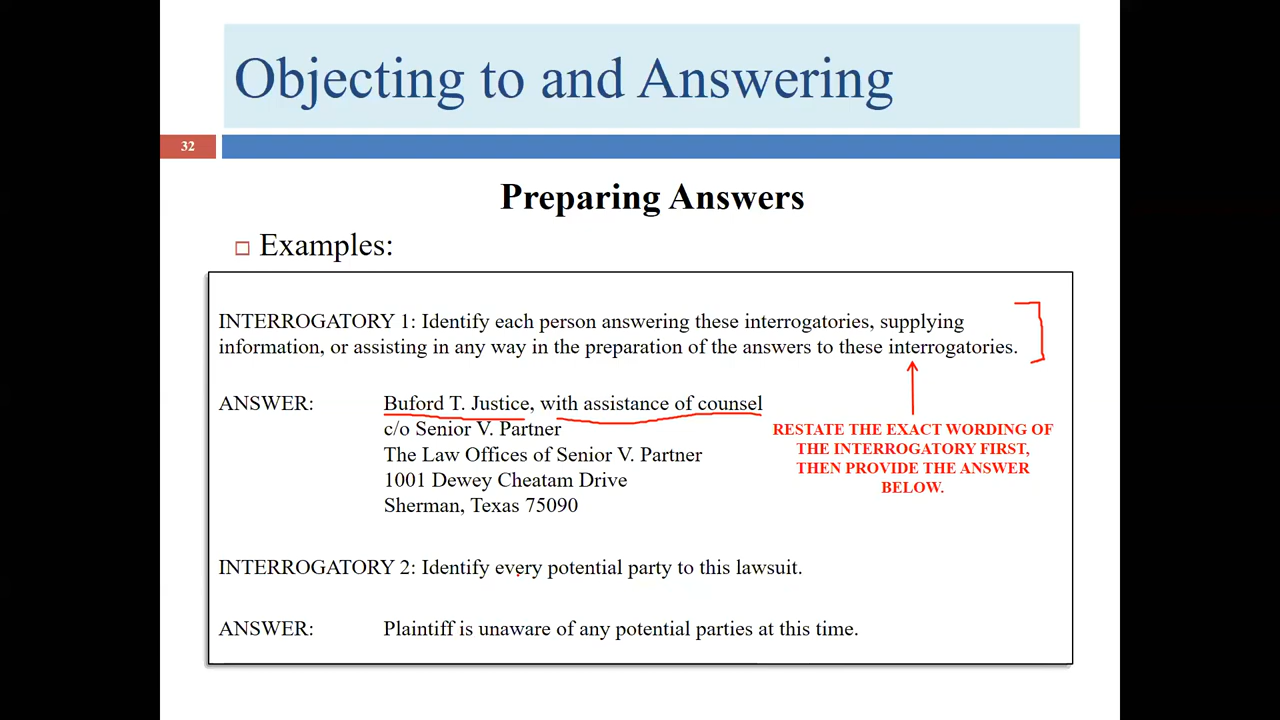 Objecting to and Answering
32
Preparing Answers
Examples:
INTERROGATORY 1: Identify each person answering these interrogatories, supplying
information, or assisting in any way in the preparation of the answers to these interrogatories.
ANSWER: Buford T. Justice, with assistance of counsel
c/o Senior V. Partner
The Law Offices of Senior V. Partner
1001 Dewey Cheatam Drive
Sherman, Texas 75090
RESTATE THE EXACT WORDING OF
THE INTERROGATORY FIRST,
THEN PROVIDE THE ANSWER
BELOW.
INTERROGATORY 2: Identify every potential party to this lawsuit.
ANSWER: Plaintiff is unaware of any potential parties at this time.